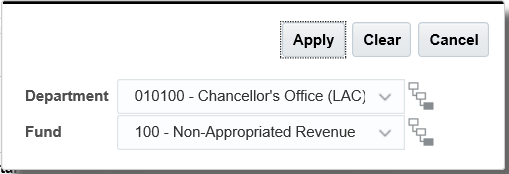 Apply Clear Cancel
Department 010100 - Chancellor's Office (LAC)
Fund 100 - Non-Appropriated Revenue